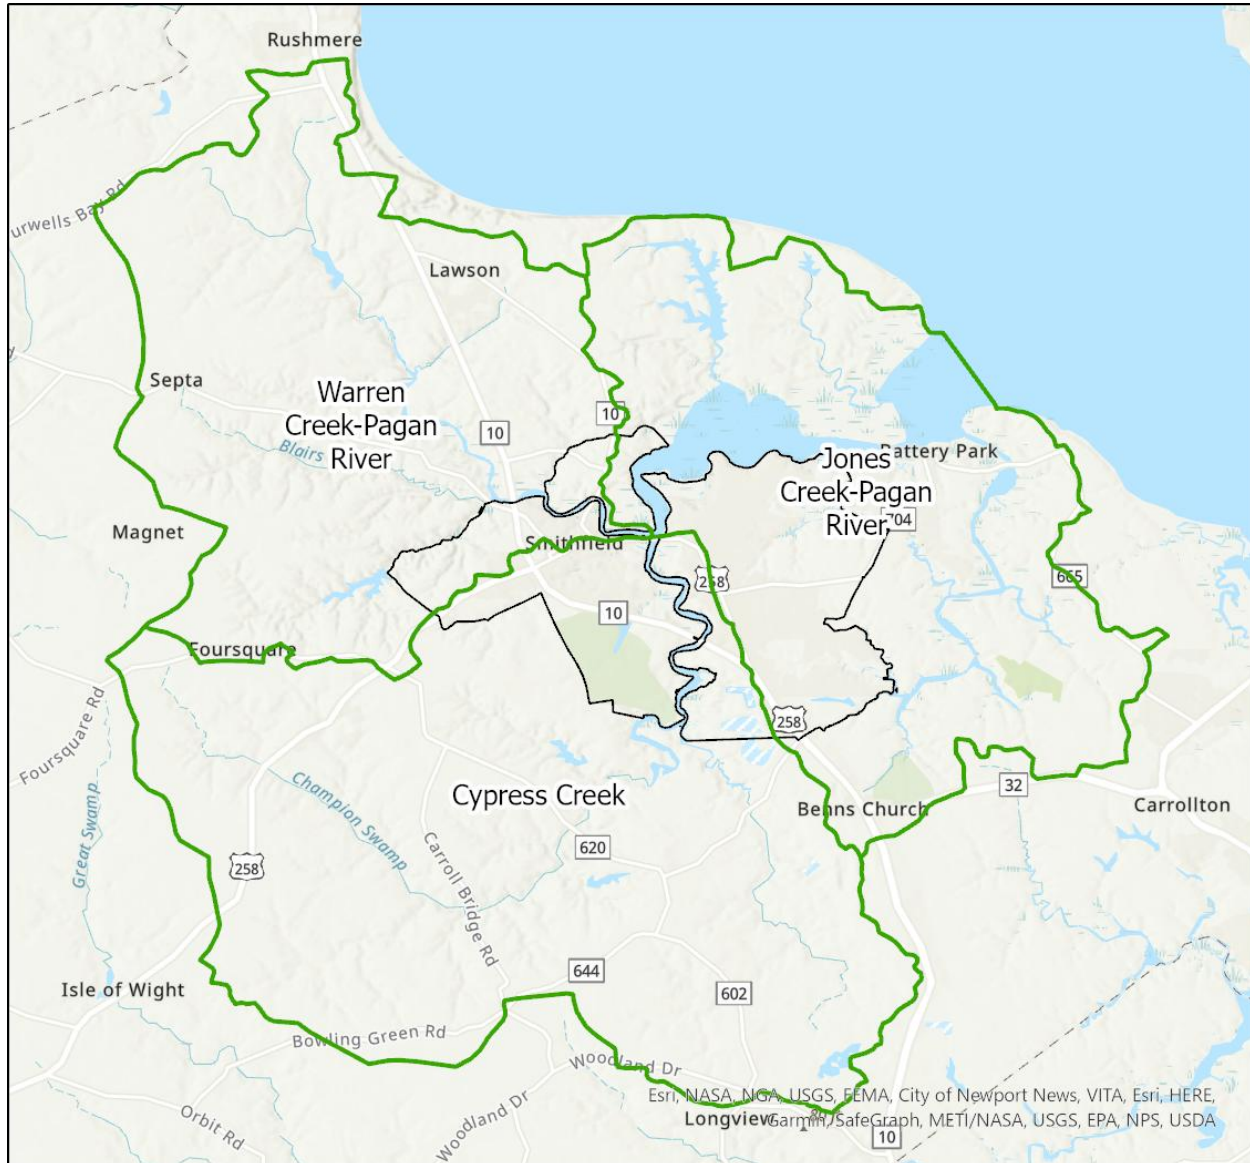 Rushmere
urwells Bay Rd
Lawson
Septa
Warren
Creek-Pagan
River
10
10
Blairs
Battery Park
Jones
Creek-Pagan
River
704
Magnet
Smithfield
258
665
10
Foursquare
Foursquare Rd
258
Great Swamp
Champion Swamp
Cypress Creek
Benns Church
32
Carrollton
620
Carroll Bridge Rd
258
Isle of Wight
644
602
Bowling Green Rd
Woodland Dr
Orbit Rd
Woodland Dr
Longview
10
Esri, NASA, NGA, USGS, FEMA, City of Newport News, VITA, Esri, HERE,
Garmin, SafeGraph, METI/NASA, USGS, EPA, NPS, USDA